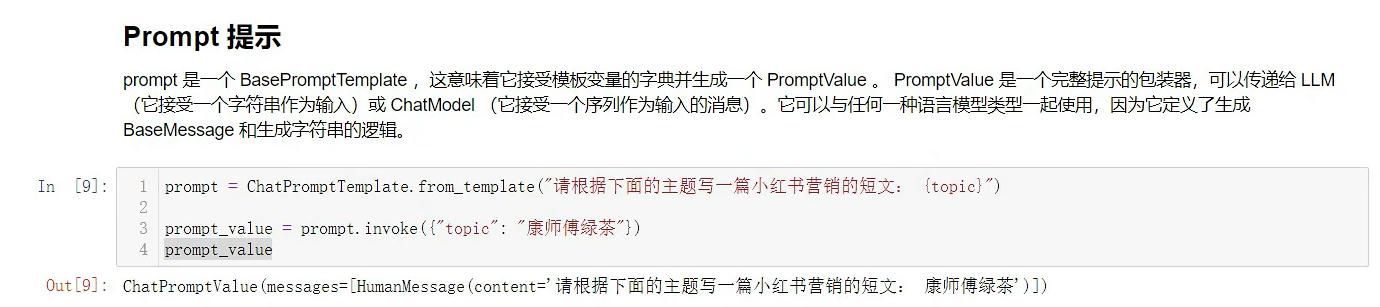 Prompt 提示
prompt 是一个 BasePromptTemplate ，这意味着它接受模板变量的字典并生成一个 PromptValue 。 PromptValue 是一个完整提示的包装器，可以传递给 LLM
（它接受一个字符串作为输入）或 ChatModel （它接受一个序列作为输入的消息）。它可以与任何一种语言模型类型一起使用，因为它定义了生成
BaseMessage 和生成字符串的逻辑。
In [9]:
1 prompt = ChatPromptTemplate.from_template("请根据下面的主题写一篇小红书营销的短文： {topic}")
2
3 prompt_value = prompt.invoke({"topic": "康师傅绿茶"})
4 prompt_value
Out[9]: ChatPromptValue(messages=[HumanMessage(content='请根据下面的主题写一篇小红书营销的短文： 康师傅绿茶')])